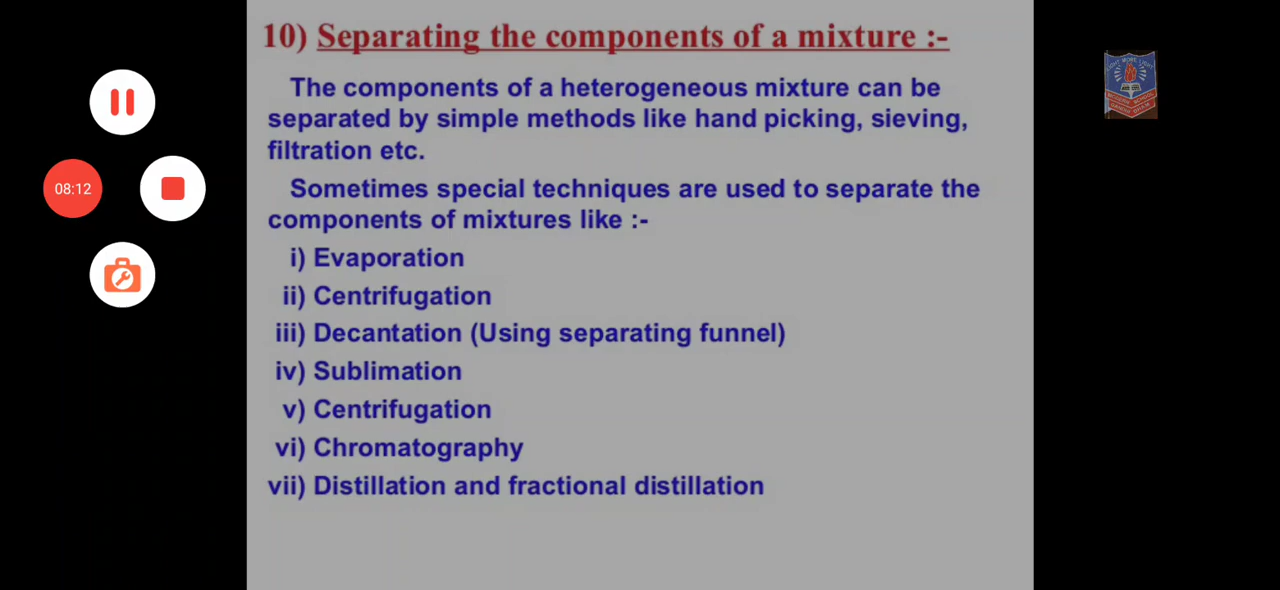 10) Separating the components of a mixture :-
The components of a heterogeneous mixture can be
separated by simple methods like hand picking, sieving,
filtration etc.
Sometimes special techniques are used to separate the
components of mixtures like :-
i) Evaporation
ii) Centrifugation
iii) Decantation (Using separating funnel)
iv) Sublimation
v) Centrifugation
vi) Chromatography
vii) Distillation and fractional distillation
08:12